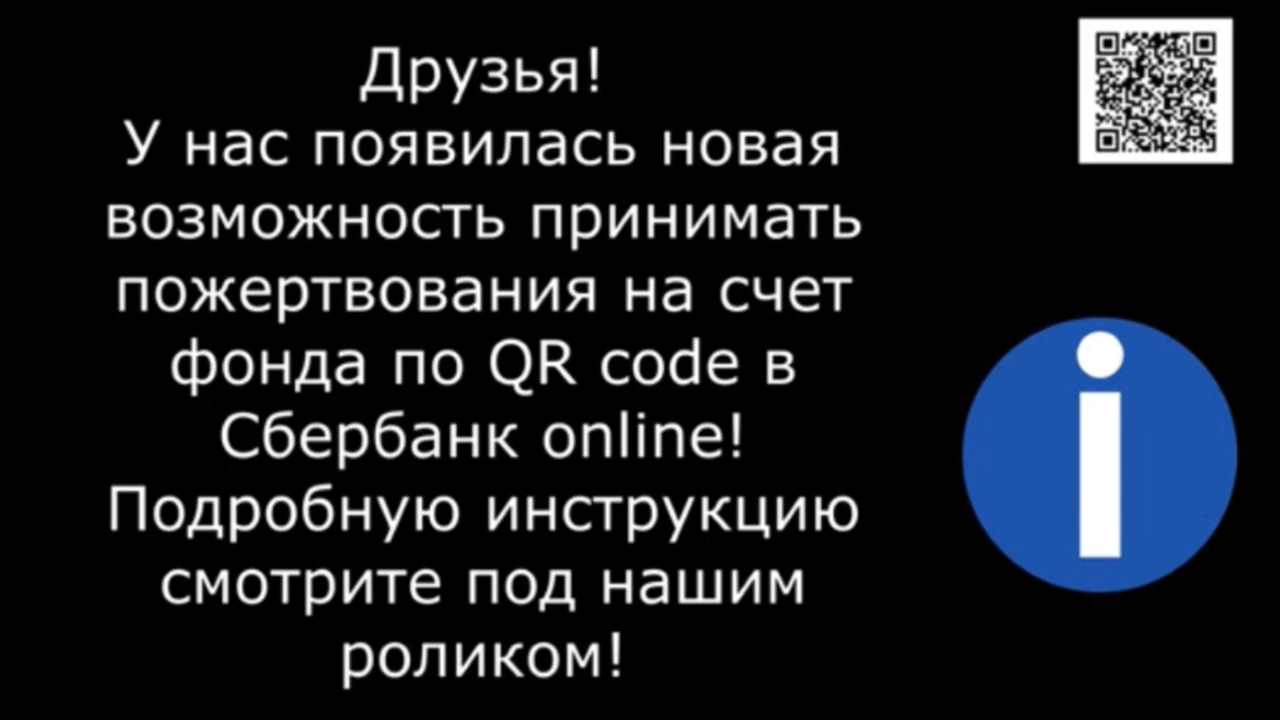 Друзья!
У нас появилась новая
возможность принимать
пожертвования на счет
фонда по QR code в
Сбербанк online!
Подробную инструкцию
смотрите под нашим
роликом!